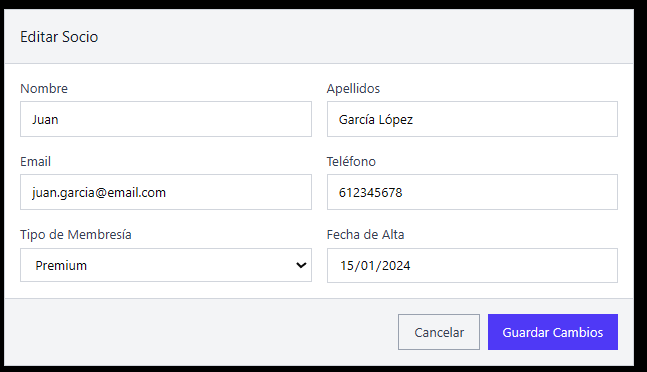 Editar Socio
Nombre Apellidos
Juan García López
Email Teléfono
juan.garcia@email.com 612345678
Tipo de Membresía Fecha de Alta
Premium 15/01/2024
Cancelar Guardar Cambios